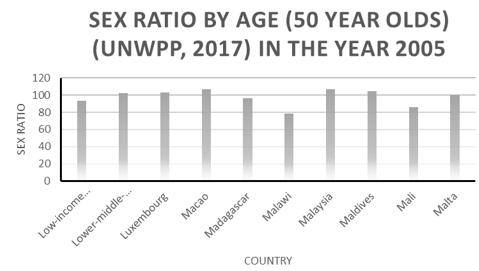 SEX RATIO BY AGE (50 YEAR OLDS)
(UNWPP, 2017) IN THE YEAR 2005
120
100
80
60
40
20
0
SEX RATIO
Low-income...
Lower-middle-...
Luxembourg
Macao
Madagascar
Malawi
Malaysia
Maldives
Mali
Malta
COUNTRY